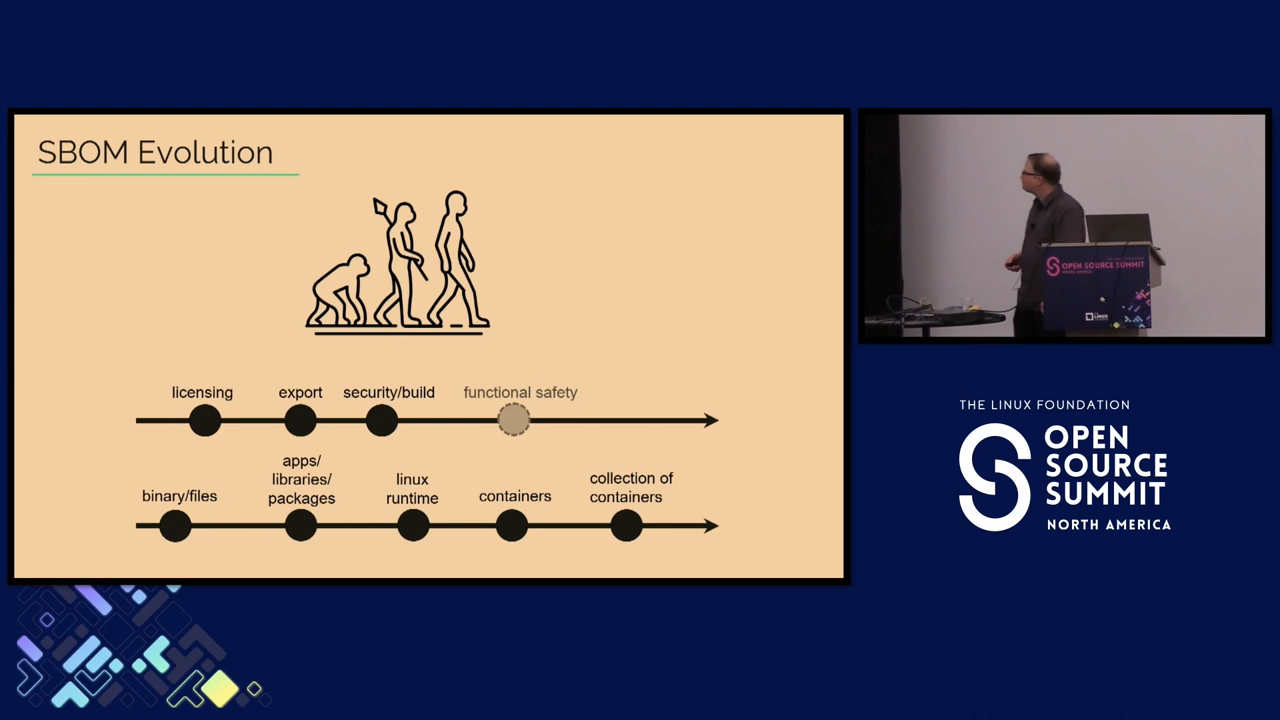 SBOM Evolution
licensing
export
security/build
functional safety
binary/files
apps/
libraries/
packages
linux
runtime
containers
collection of
containers
OPEN SOURCE SUMMIT
THE LINUX FOUNDATION
OPEN
SOURCE
SUMMIT
NORTH AMERICA